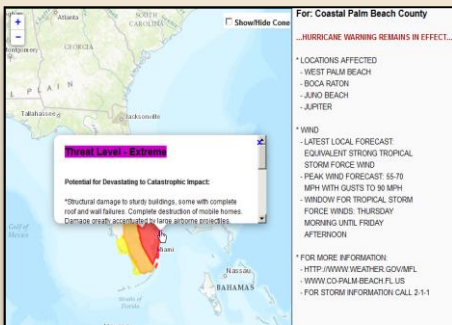 Atlanta
SOUTH
CAROLINA
Show/Hide Cone
Montgomery
GEORGIA
PLAIN
Tallahassee
Jacksonville
Threat Level - Extreme
Potential for Devastating to Catastrophic Impact:
*Structural damage to sturdy buildings, some with complete
roof and wall failures. Complete destruction of mobile homes.
Damage greatly accentuated by large airborne projectiles.
Gulf of
Mexico
Miami
Nassau
BAHAMAS
Straits of
Florida
For: Coastal Palm Beach County
...HURRICANE WARNING REMAINS IN EFFECT...
* LOCATIONS AFFECTED
- WEST PALM BEACH
- BOCA RATON
- JUNO BEACH
- JUPITER
* WIND
- LATEST LOCAL FORECAST:
EQUIVALENT STRONG TROPICAL
STORM FORCE WIND
- PEAK WIND FORECAST: 55-70
MPH WITH GUSTS TO 90 MPH
- WINDOW FOR TROPICAL STORM
FORCE WINDS: THURSDAY
MORNING UNTIL FRIDAY
AFTERNOON
* FOR MORE INFORMATION:
- HTTP://WWW.WEATHER.GOV/MFL
- WWW.CO-PALM-BEACH.FL.US
- FOR STORM INFORMATION CALL 2-1-1